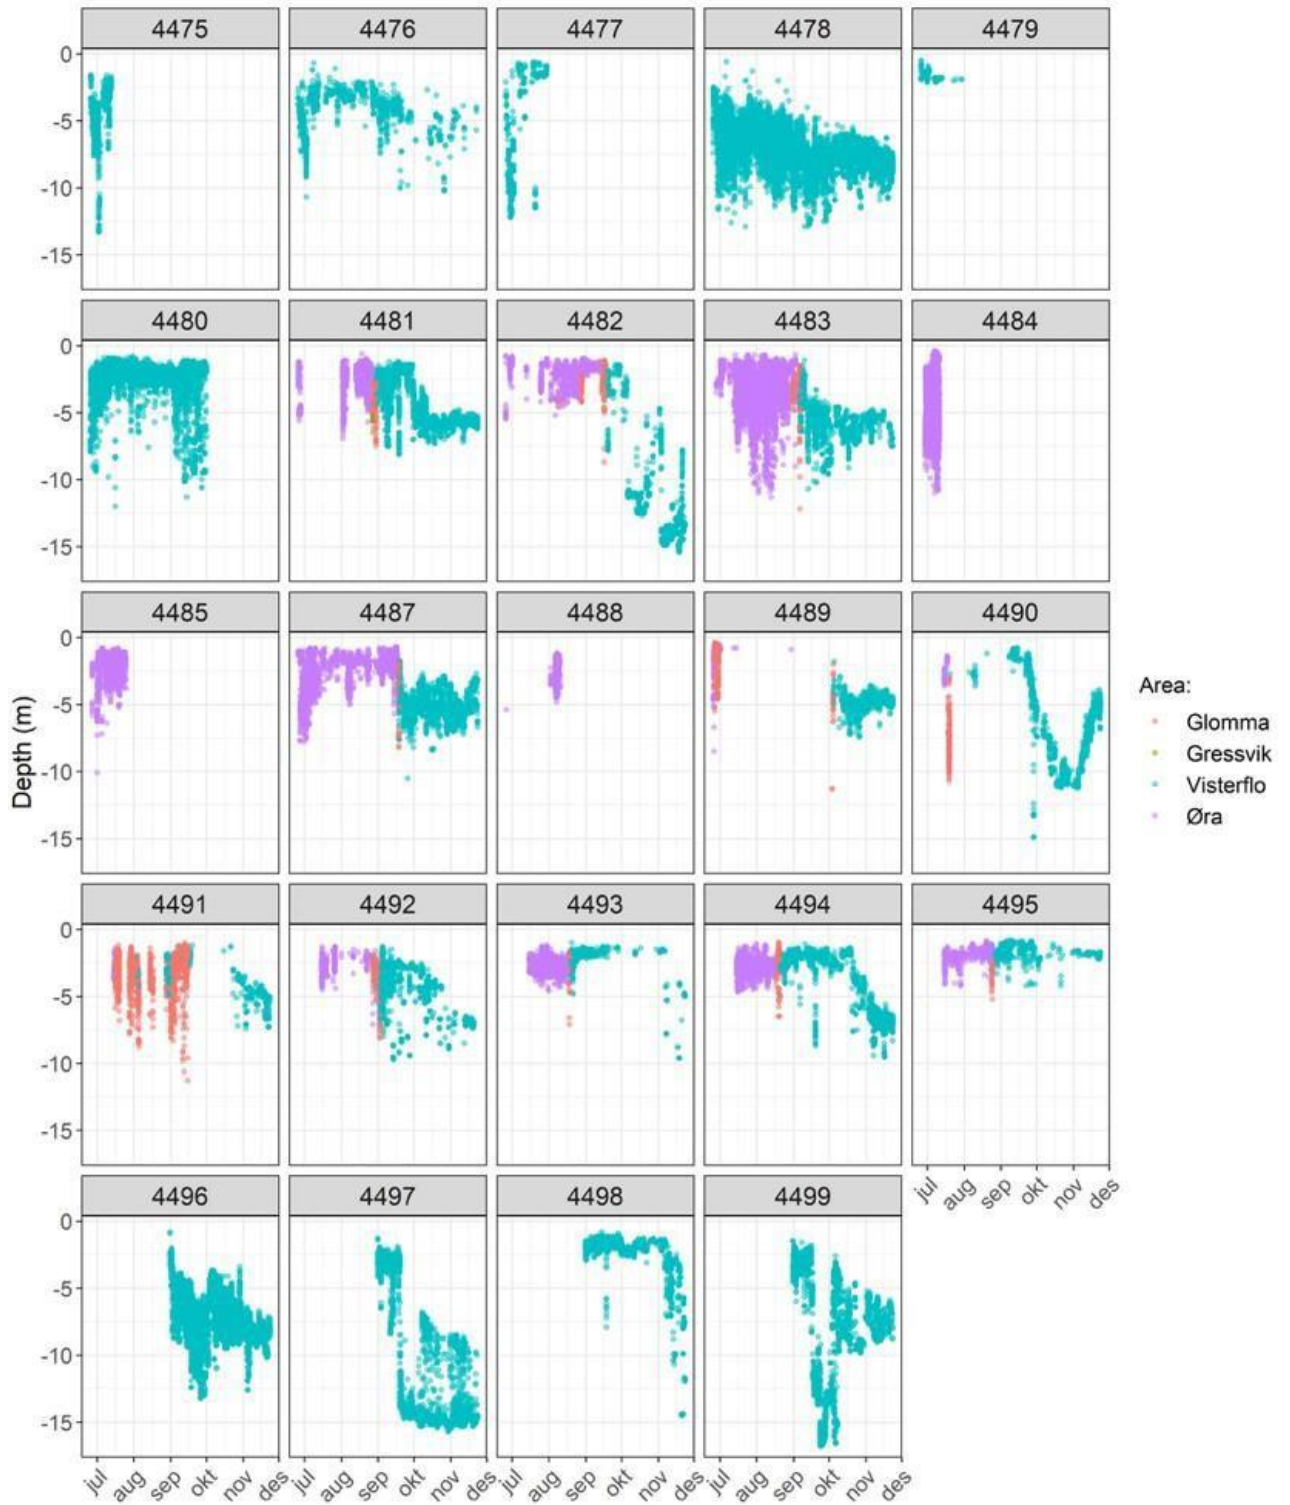 4475 4476 4477 4478 4479
0
-5
-10
-15
4480 4481 4482 4483 4484
0
-5
-10
-15
4485 4487 4488 4489 4490
0
-5
-10
-15
Depth (m)
Area:
Glomma
Gressvik
Visterflo
Øra
4491 4492 4493 4494 4495
0
-5
-10
-15
jul aug sep okt nov des
4496 4497 4498 4499
0
-5
-10
-15
jul aug sep okt nov des jul aug sep okt nov des jul aug sep okt nov des jul aug sep okt nov des